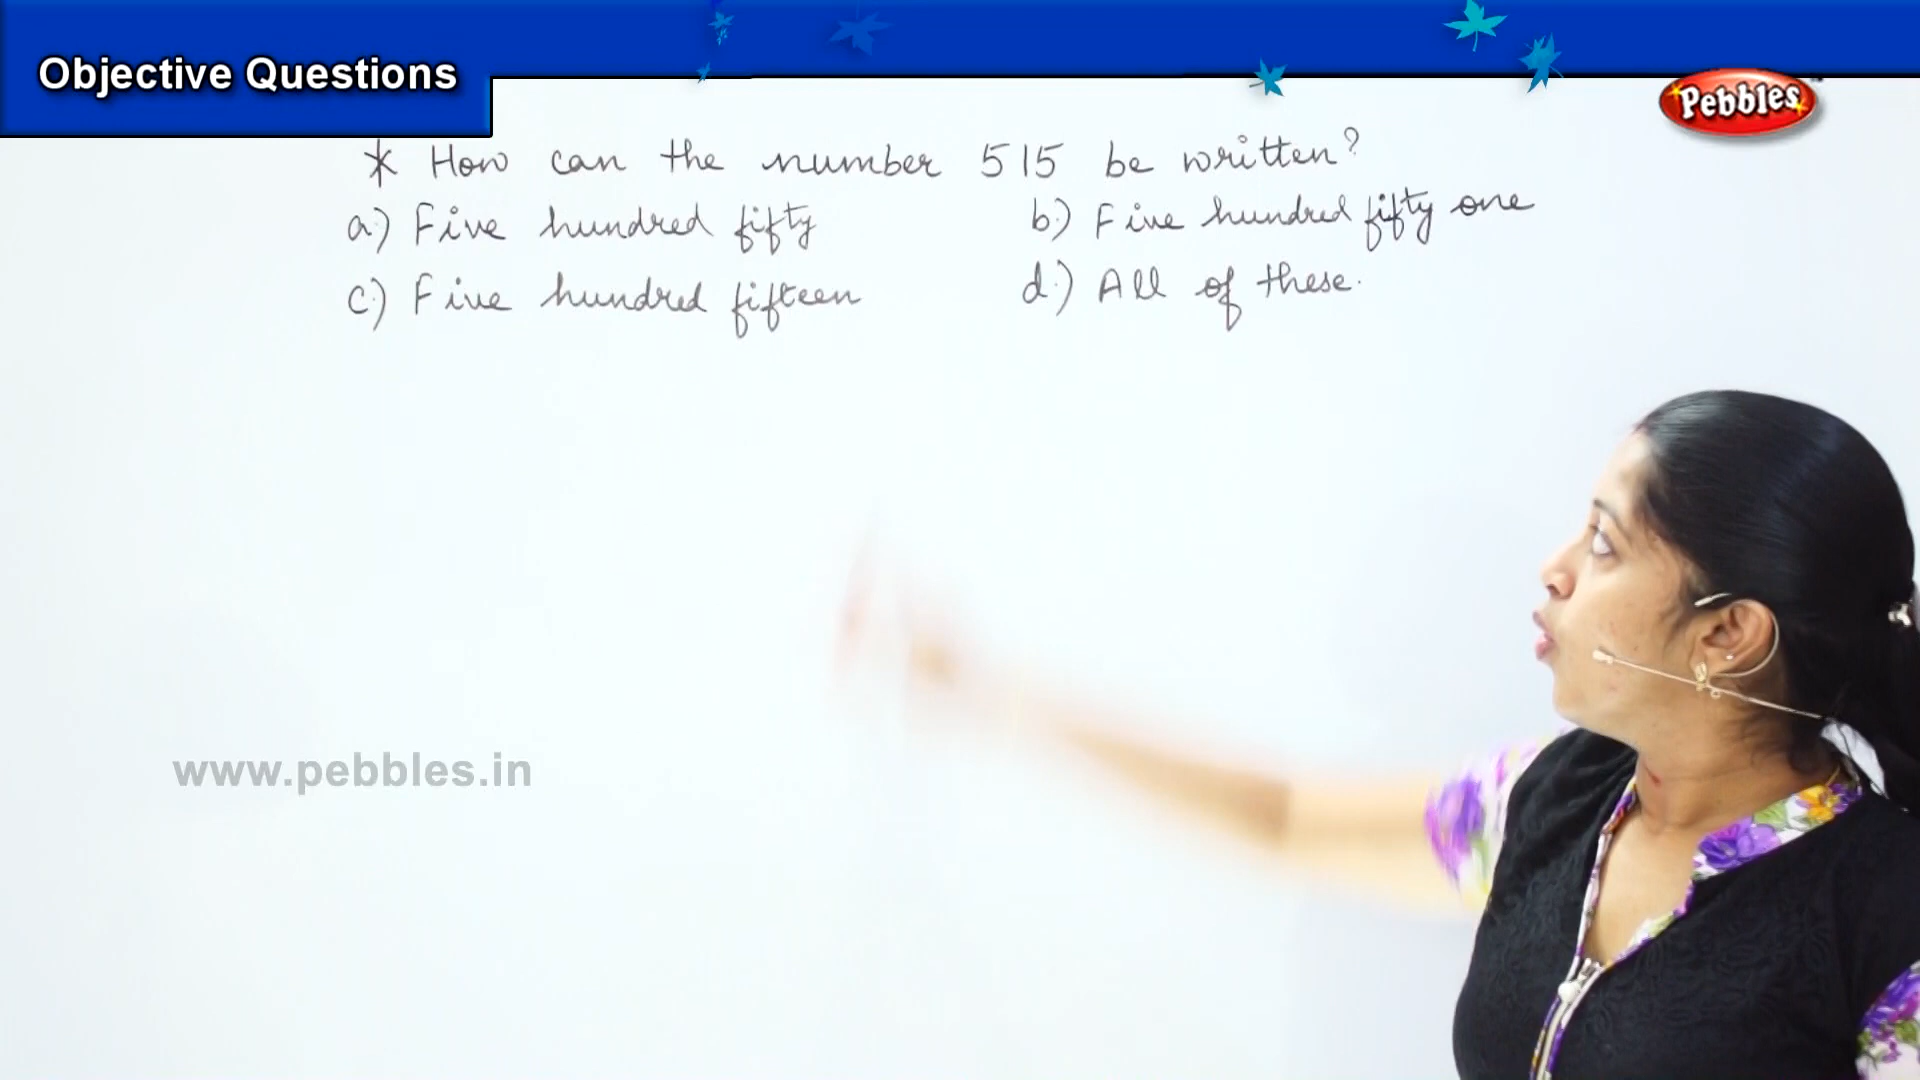 Objective Questions
Pebbles
* How can the number 515 be written?
a.) Five hundred fifty b.) Five hundred fifty one
c.) Five hundred fifteen d.) All of these.
www.pebbles.in